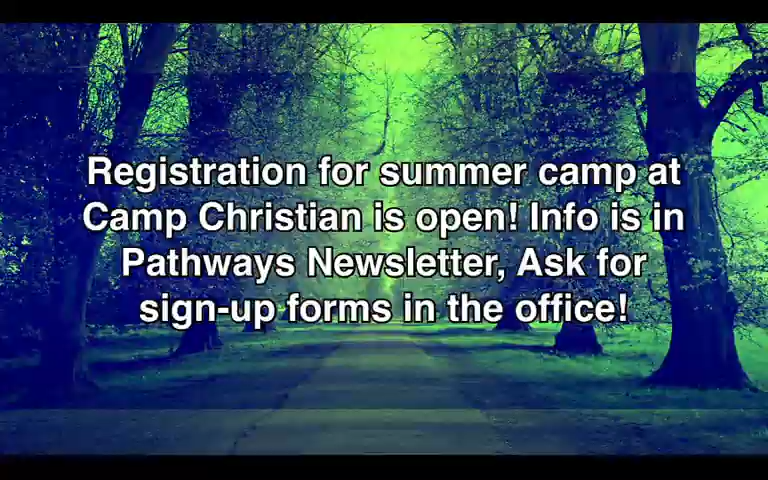 Registration for summer camp at
Camp Christian is open! Info is in
Pathways Newsletter, Ask for
sign-up forms in the office!